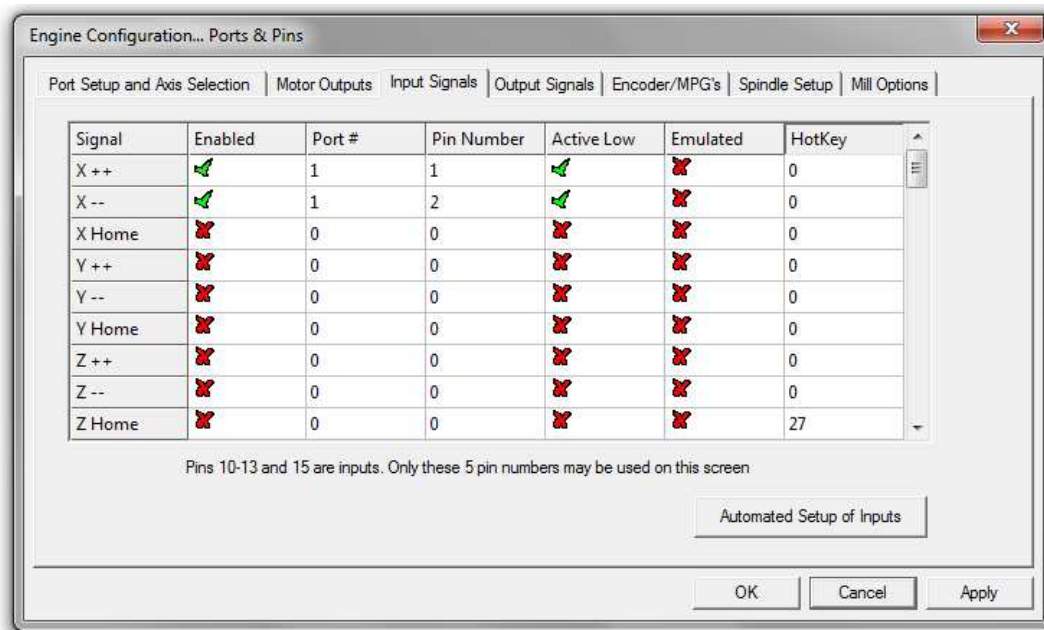 Engine Configuration... Ports & Pins
Port Setup and Axis Selection Motor Outputs Input Signals Output Signals Encoder/MPG's Spindle Setup Mill Options
Signal Enabled Port # Pin Number Active Low Emulated HotKey
X ++ 1 1 0
X -- 1 2 0
X Home 0 0 0
Y ++ 0 0 0
Y -- 0 0 0
Y Home 0 0 0
Z ++ 0 0 0
Z -- 0 0 0
Z Home 0 0 27
Pins 10-13 and 15 are inputs. Only these 5 pin numbers may be used on this screen
Automated Setup of Inputs
OK Cancel Apply